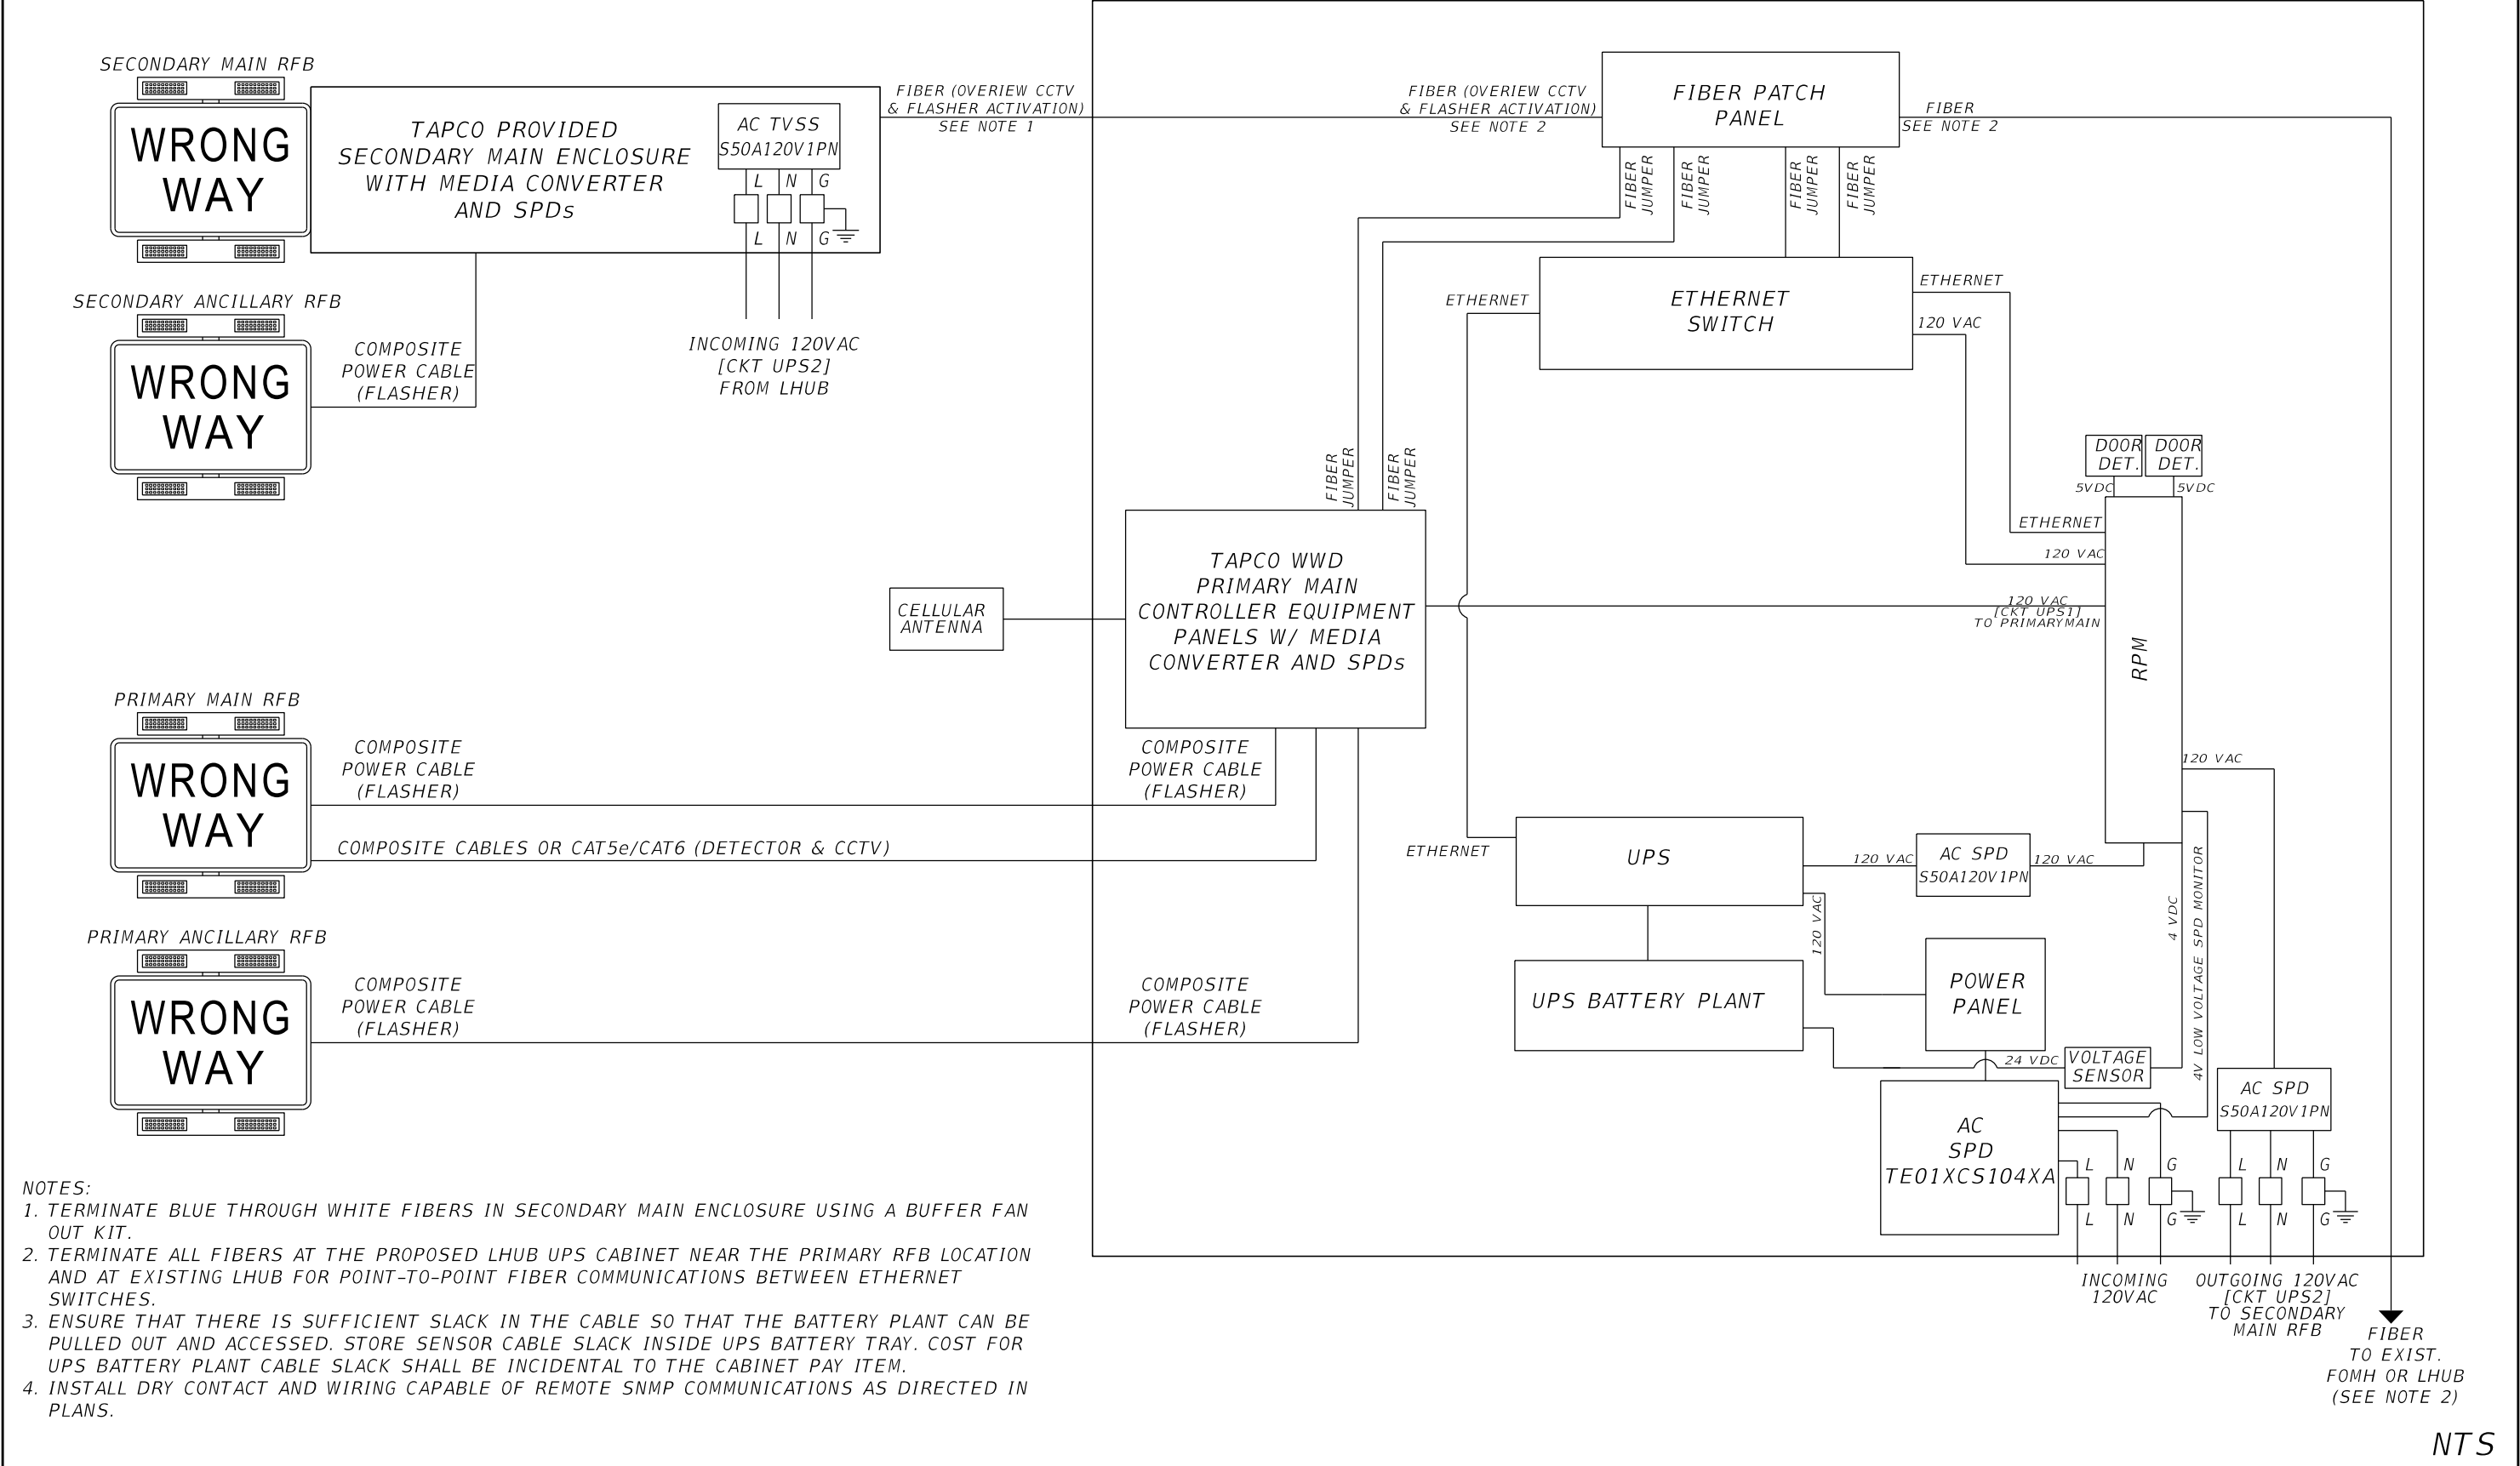 SECONDARY MAIN RFB
WRONG
WAY
TAPCO PROVIDED
SECONDARY MAIN ENCLOSURE
WITH MEDIA CONVERTER
AND SPDs
AC TVSS
S50A120V1PN
L N G
L N G
INCOMING 120VAC
[CKT UPS2]
FROM LHUB
FIBER (OVERIEW CCTV
& FLASHER ACTIVATION)
SEE NOTE 1
FIBER (OVERIEW CCTV
& FLASHER ACTIVATION)
SEE NOTE 2
FIBER PATCH
PANEL
FIBER
SEE NOTE 2
FIBER
JUMPER
FIBER
JUMPER
FIBER
JUMPER
FIBER
JUMPER
SECONDARY ANCILLARY RFB
WRONG
WAY
COMPOSITE
POWER CABLE
(FLASHER)
ETHERNET
ETHERNET
SWITCH
ETHERNET
120 VAC
DOOR
DET.
DOOR
DET.
5VDC
5VDC
FIBER
JUMPER
FIBER
JUMPER
ETHERNET
120 VAC
120 VAC
[CKT UPS1]
TO PRIMARYMAIN
RPM
CELLULAR
ANTENNA
TAPCO WWD
PRIMARY MAIN
CONTROLLER EQUIPMENT
PANELS W/ MEDIA
CONVERTER AND SPDs
PRIMARY MAIN RFB
WRONG
WAY
COMPOSITE
POWER CABLE
(FLASHER)
COMPOSITE
POWER CABLE
(FLASHER)
COMPOSITE CABLES OR CAT5e/CAT6 (DETECTOR & CCTV)
120 VAC
ETHERNET
UPS
120 VAC
AC SPD
S50A120V1PN
120 VAC
120 VAC
4 VDC
4V LOW VOLTAGE SPD MONITOR
PRIMARY ANCILLARY RFB
WRONG
WAY
COMPOSITE
POWER CABLE
(FLASHER)
COMPOSITE
POWER CABLE
(FLASHER)
UPS BATTERY PLANT
POWER
PANEL
24 VDC
VOLTAGE
SENSOR
AC
SPD
TE01XCS104XA
AC SPD
S50A120V1PN
L N G
L N G
L N G
L N G
INCOMING
120VAC
OUTGOING 120VAC
[CKT UPS2]
TO SECONDARY
MAIN RFB
FIBER
TO EXIST.
FOMH OR LHUB
(SEE NOTE 2)
NOTES:
1. TERMINATE BLUE THROUGH WHITE FIBERS IN SECONDARY MAIN ENCLOSURE USING A BUFFER FAN
OUT KIT.
2. TERMINATE ALL FIBERS AT THE PROPOSED LHUB UPS CABINET NEAR THE PRIMARY RFB LOCATION
AND AT EXISTING LHUB FOR POINT-TO-POINT FIBER COMMUNICATIONS BETWEEN ETHERNET
SWITCHES.
3. ENSURE THAT THERE IS SUFFICIENT SLACK IN THE CABLE SO THAT THE BATTERY PLANT CAN BE
PULLED OUT AND ACCESSED. STORE SENSOR CABLE SLACK INSIDE UPS BATTERY TRAY. COST FOR
UPS BATTERY PLANT CABLE SLACK SHALL BE INCIDENTAL TO THE CABINET PAY ITEM.
4. INSTALL DRY CONTACT AND WIRING CAPABLE OF REMOTE SNMP COMMUNICATIONS AS DIRECTED IN
PLANS.
NTS